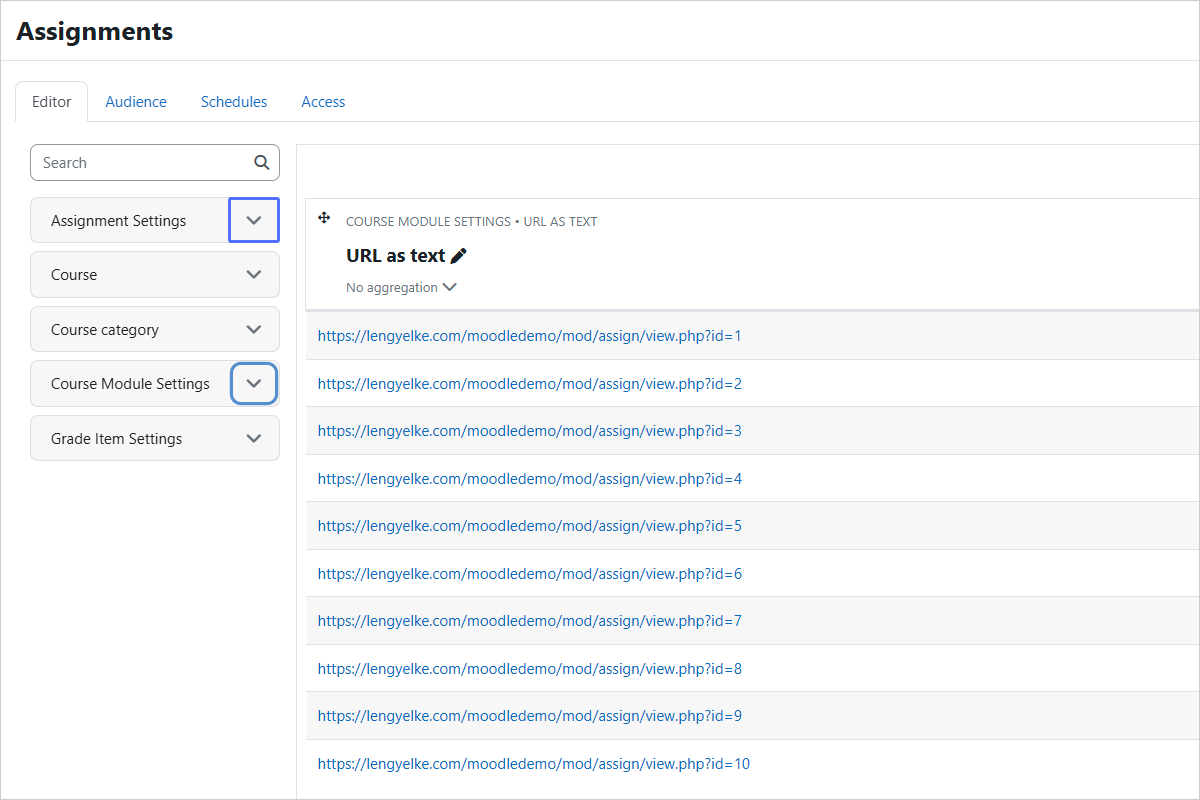 Assignments
Editor
Audience
Schedules
Access
Search
Assignment Settings
Course
Course category
Course Module Settings
Grade Item Settings
COURSE MODULE SETTINGS • URL AS TEXT
URL as text
No aggregation
https://lengyelke.com/moodledemo/mod/assign/view.php?id=1
https://lengyelke.com/moodledemo/mod/assign/view.php?id=2
https://lengyelke.com/moodledemo/mod/assign/view.php?id=3
https://lengyelke.com/moodledemo/mod/assign/view.php?id=4
https://lengyelke.com/moodledemo/mod/assign/view.php?id=5
https://lengyelke.com/moodledemo/mod/assign/view.php?id=6
https://lengyelke.com/moodledemo/mod/assign/view.php?id=7
https://lengyelke.com/moodledemo/mod/assign/view.php?id=8
https://lengyelke.com/moodledemo/mod/assign/view.php?id=9
https://lengyelke.com/moodledemo/mod/assign/view.php?id=10